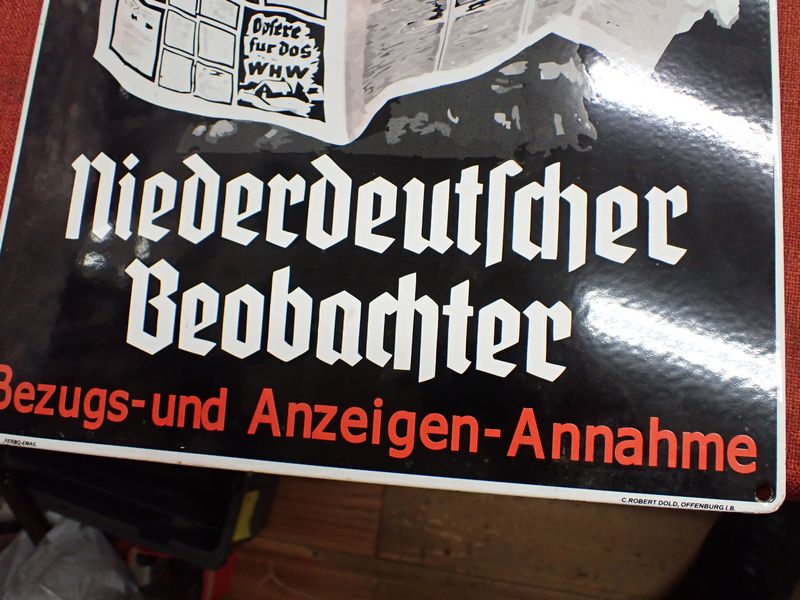 Opfere
für das
WHW
Niederdeutſcher
Beobachter
Bezugs-und Anzeigen-Annahme
FERRO-EMAIL
C.ROBERT DOLD, OFFENBURG i.B.